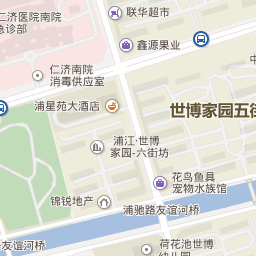 仁济医院南院
急诊部
联华超市
鑫源果业
仁济南院
消毒供应室
浦星苑大酒店
世博家园五街
浦江·世博
家园-六街坊
花鸟鱼具
宠物水族馆
锦锐地产
浦驰路友谊河桥
友谊河桥
荷花池世博
幼儿园